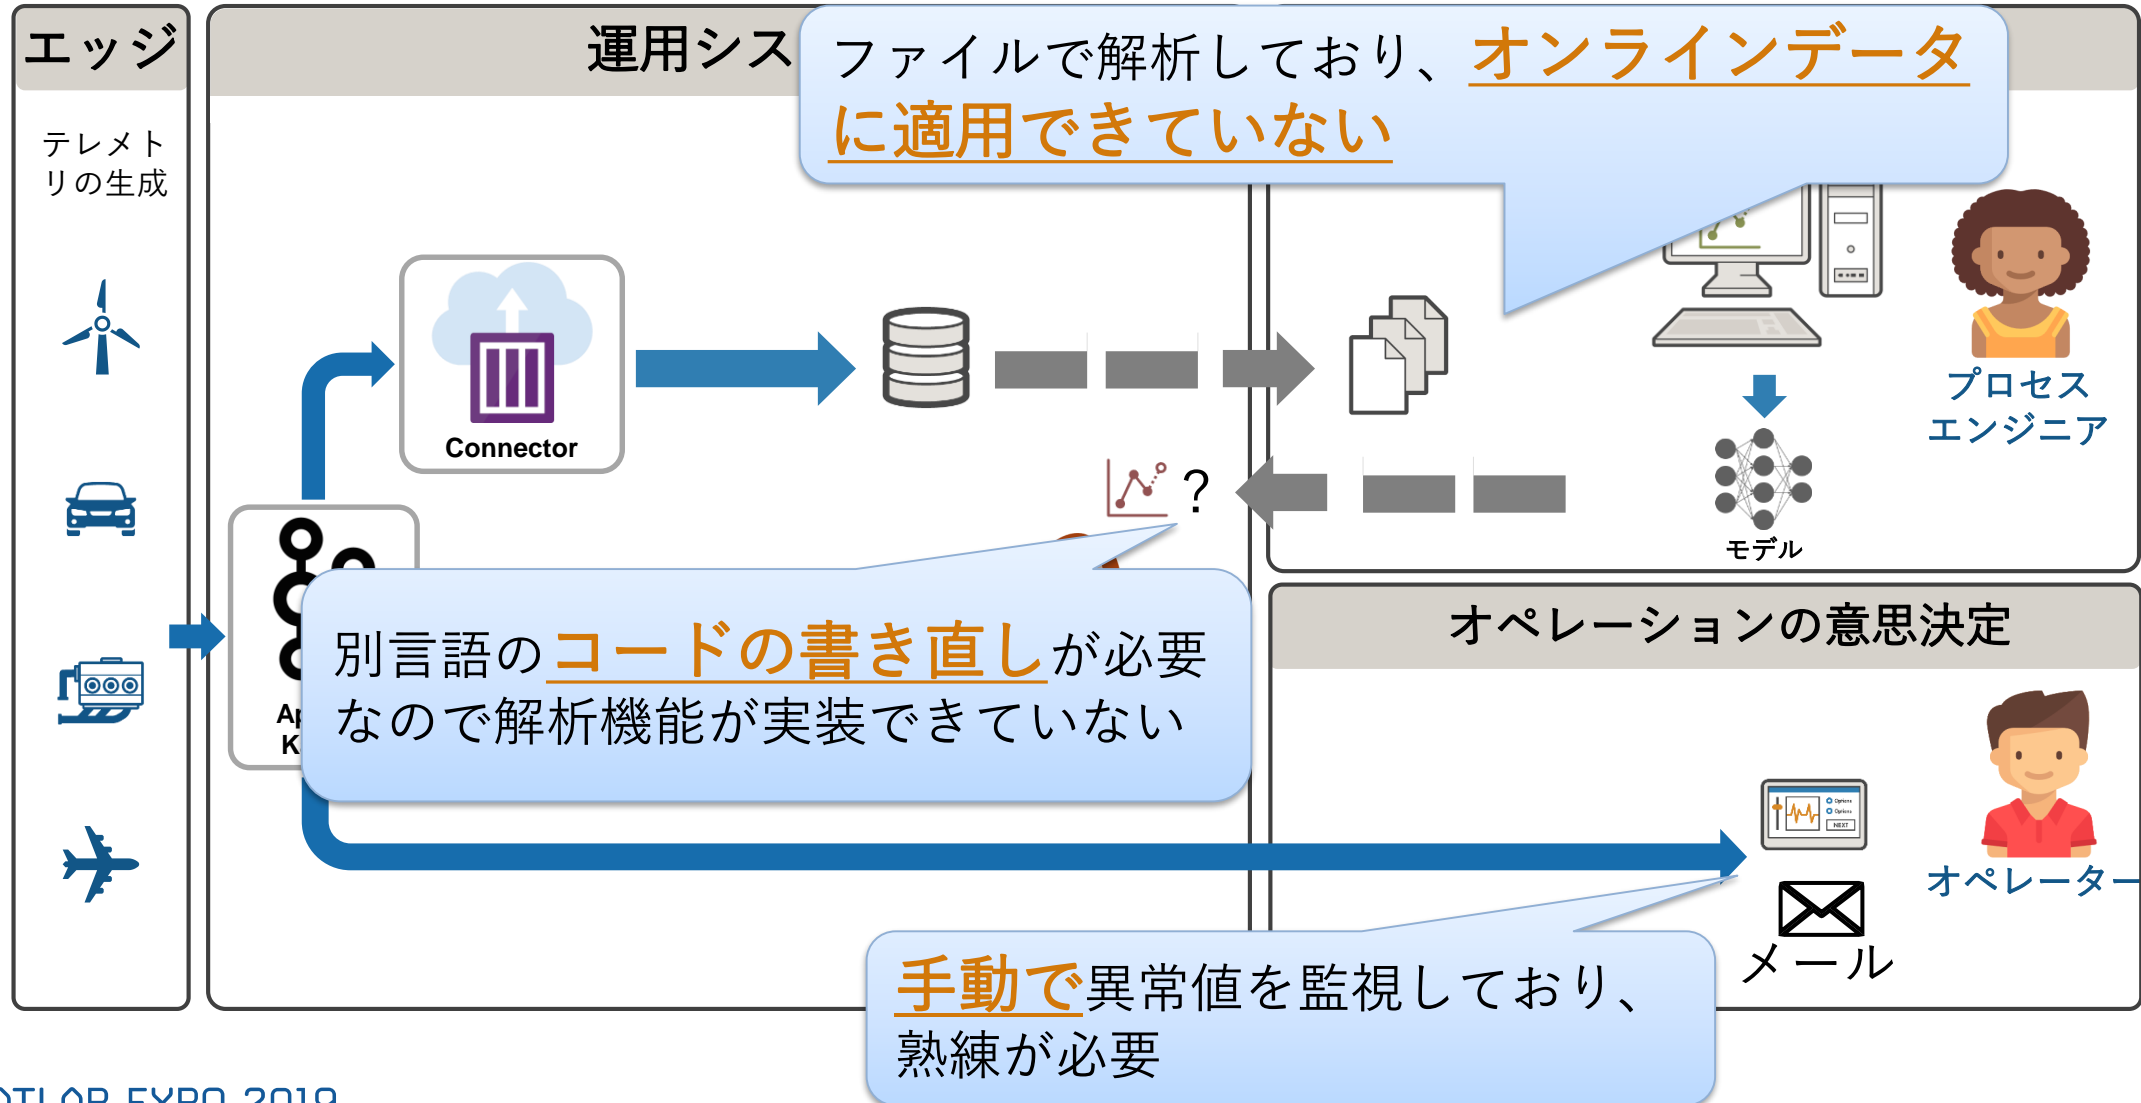 エッジ
運用シス
ファイルで解析しており、オンラインデータ
に適用できていない
テレメト
リの生成
Connector
プロセス
エンジニア
?
モデル
別言語のコードの書き直しが必要
なので解析機能が実装できていない
オペレーションの意思決定
Options
Options
NEXT
オペレーター
メール
手動で異常値を監視しており、
熟練が必要
EXPO 2019